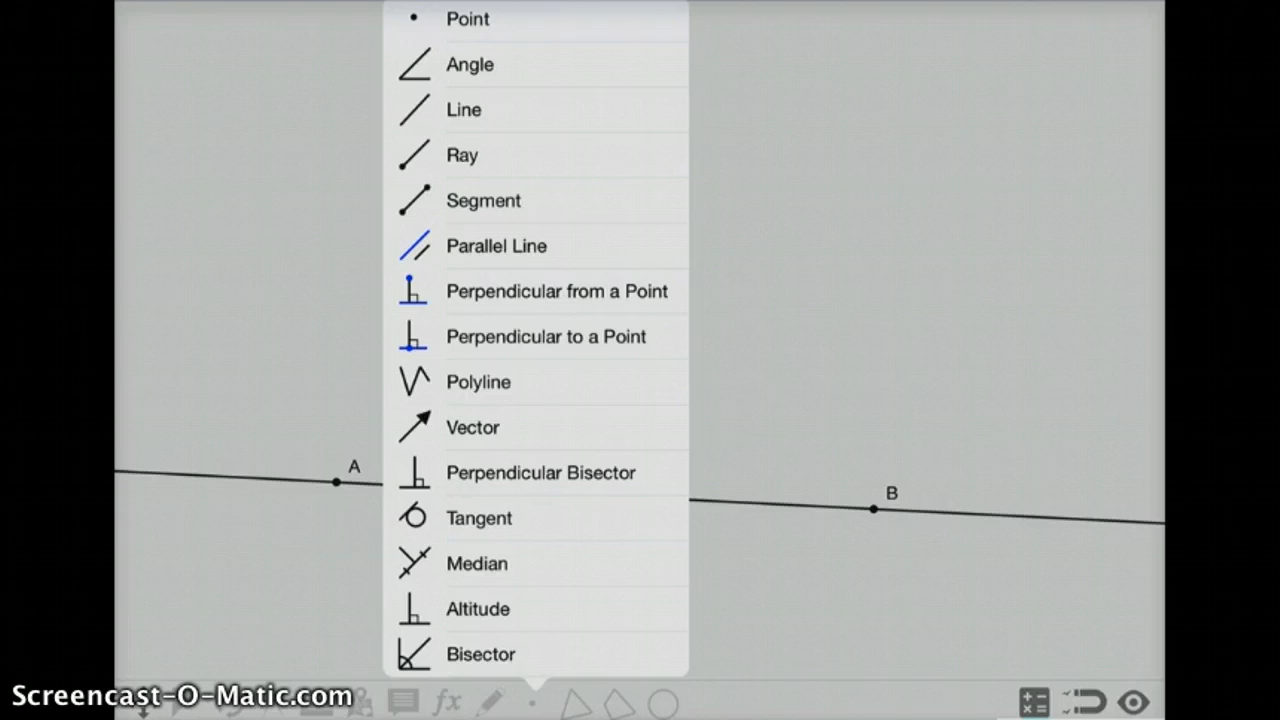 Point
Angle
Line
Ray
Segment
Parallel Line
Perpendicular from a Point
Perpendicular to a Point
Polyline
Vector
Perpendicular Bisector
Tangent
Median
Altitude
Bisector
A
B
fx
Screencast-O-Matic.com